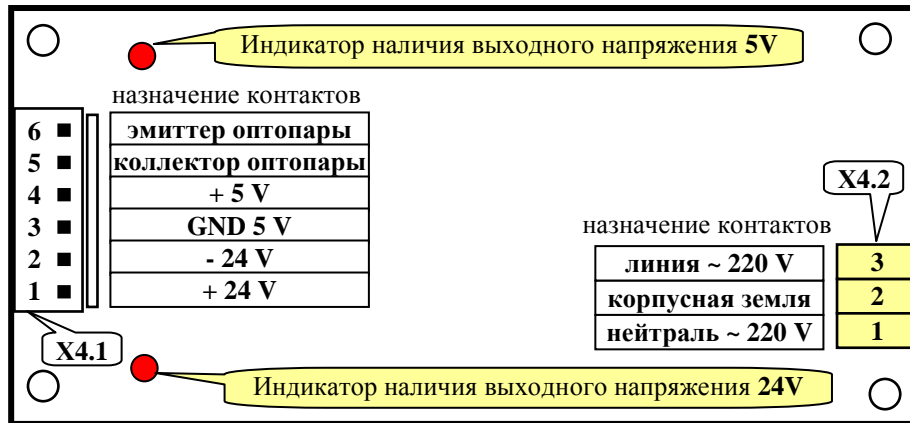 Индикатор наличия выходного напряжения 5V
назначение контактов
6 эмиттер оптопары
5 коллектор оптопары
4 + 5 V
3 GND 5 V
2 - 24 V
1 + 24 V
X4.1
X4.2
назначение контактов
линия ~ 220 V 3
корпусная земля 2
нейтраль ~ 220 V 1
Индикатор наличия выходного напряжения 24V